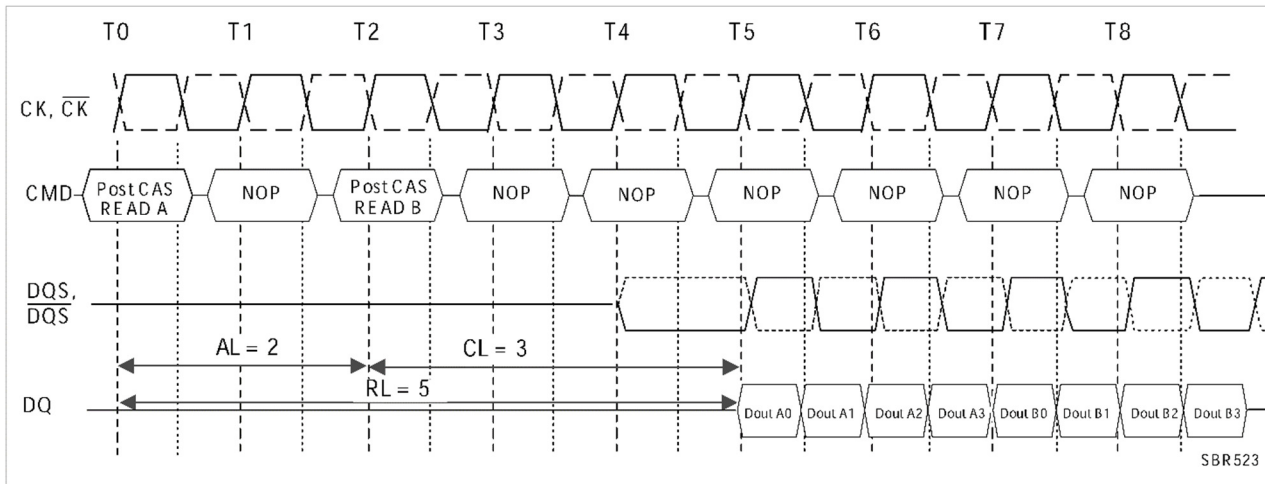 T0 T1 T2 T3 T4 T5 T6 T7 T8
CK, CK
CMD
Post CAS
READ A
NOP
Post CAS
READ B
NOP
NOP
NOP
NOP
NOP
NOP
DQS,
DQS
AL = 2
CL = 3
RL = 5
DQ
Dout A0 Dout A1 Dout A2 Dout A3 Dout B0 Dout B1 Dout B2 Dout B3
SBR523